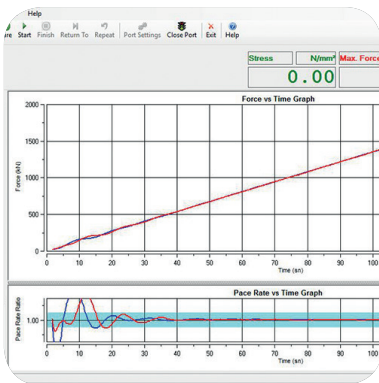 Help
Start Finish Return To Repeat Port Settings Close Port Exit Help
Stress N/mm² Max. Force
0.00
Force vs Time Graph
2000
1500
1000
500
0
Force (kN)
0 10 20 30 40 50 60 70 80 90 100
Time (sn)
Pace Rate vs Time Graph
1.00
Pace Rate Ratio
0 10 20 30 40 50 60 70 80 90 100
Time (sn)